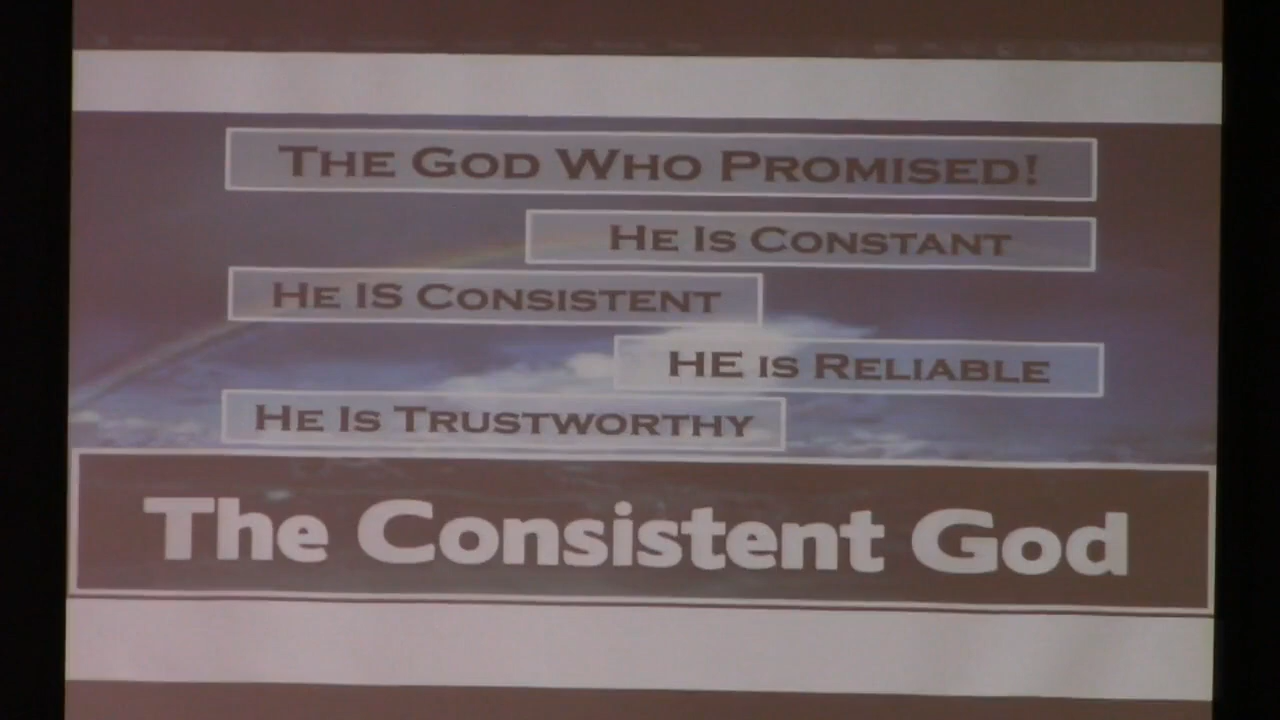 THE GOD WHO PROMISED!
HE IS CONSTANT
HE IS CONSISTENT
HE IS RELIABLE
HE IS TRUSTWORTHY
The Consistent God